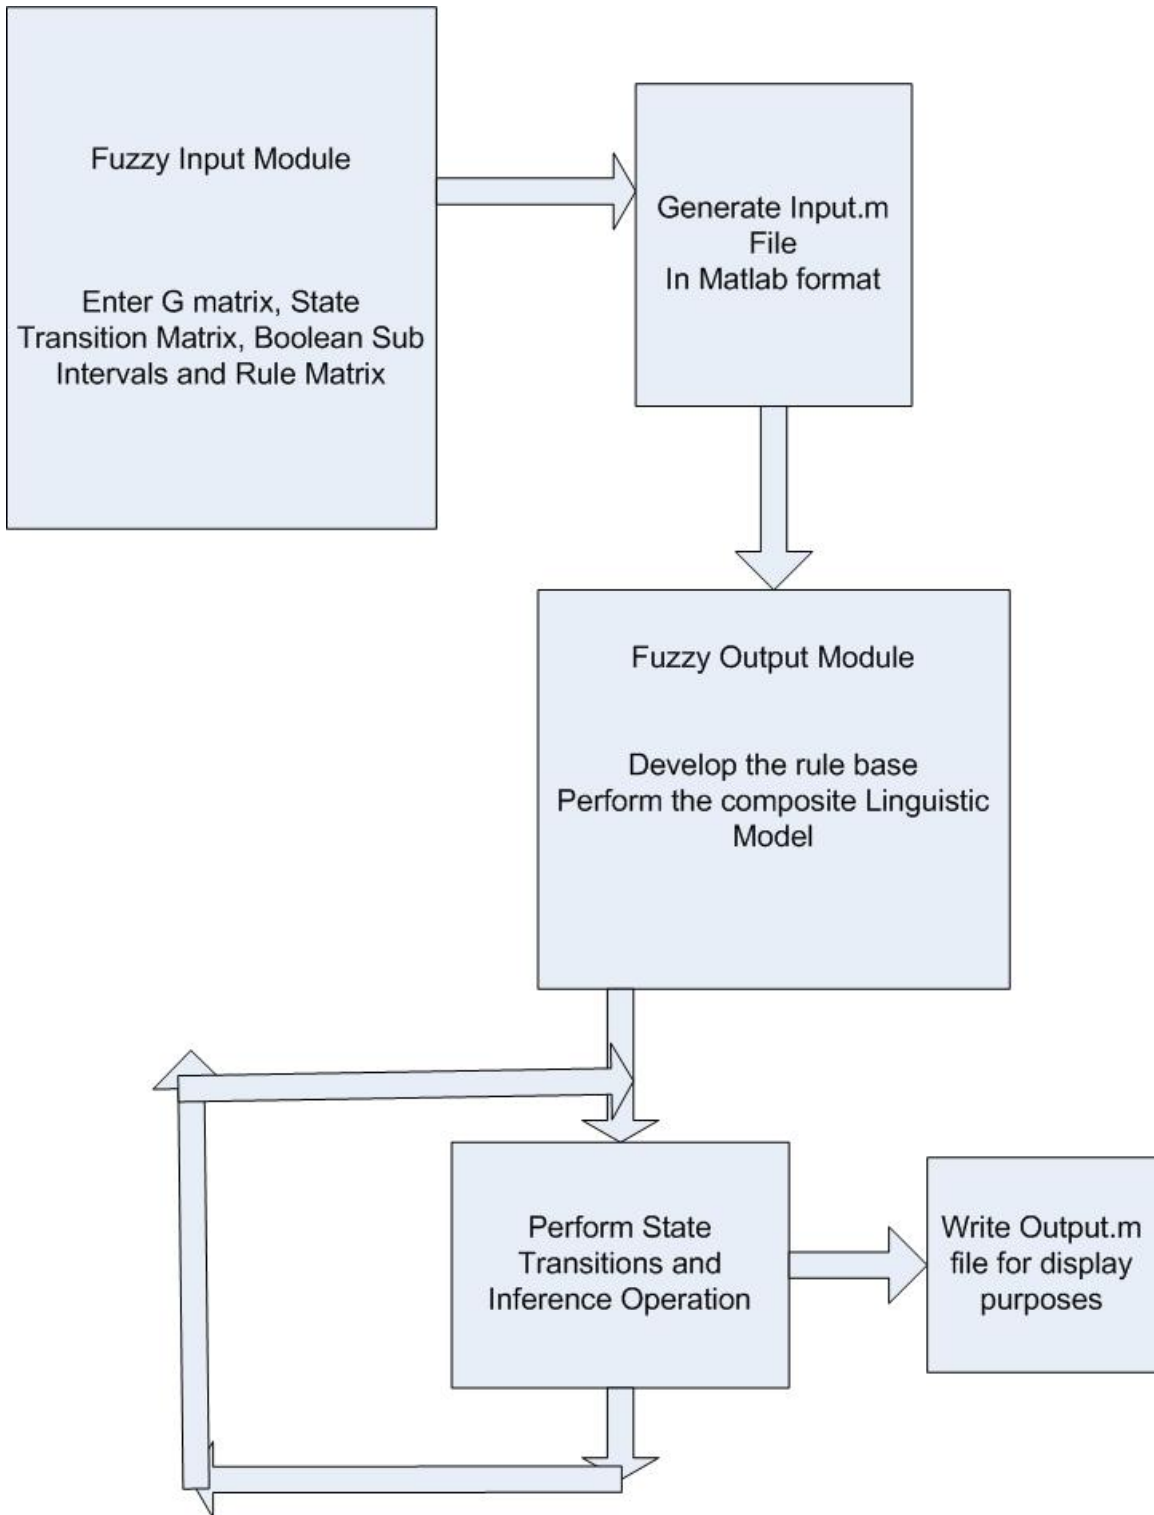 Fuzzy Input Module
Enter G matrix, State
Transition Matrix, Boolean Sub
Intervals and Rule Matrix
Generate Input.m
File
In Matlab format
Fuzzy Output Module
Develop the rule base
Perform the composite Linguistic
Model
Perform State
Transitions and
Inference Operation
Write Output.m
file for display
purposes